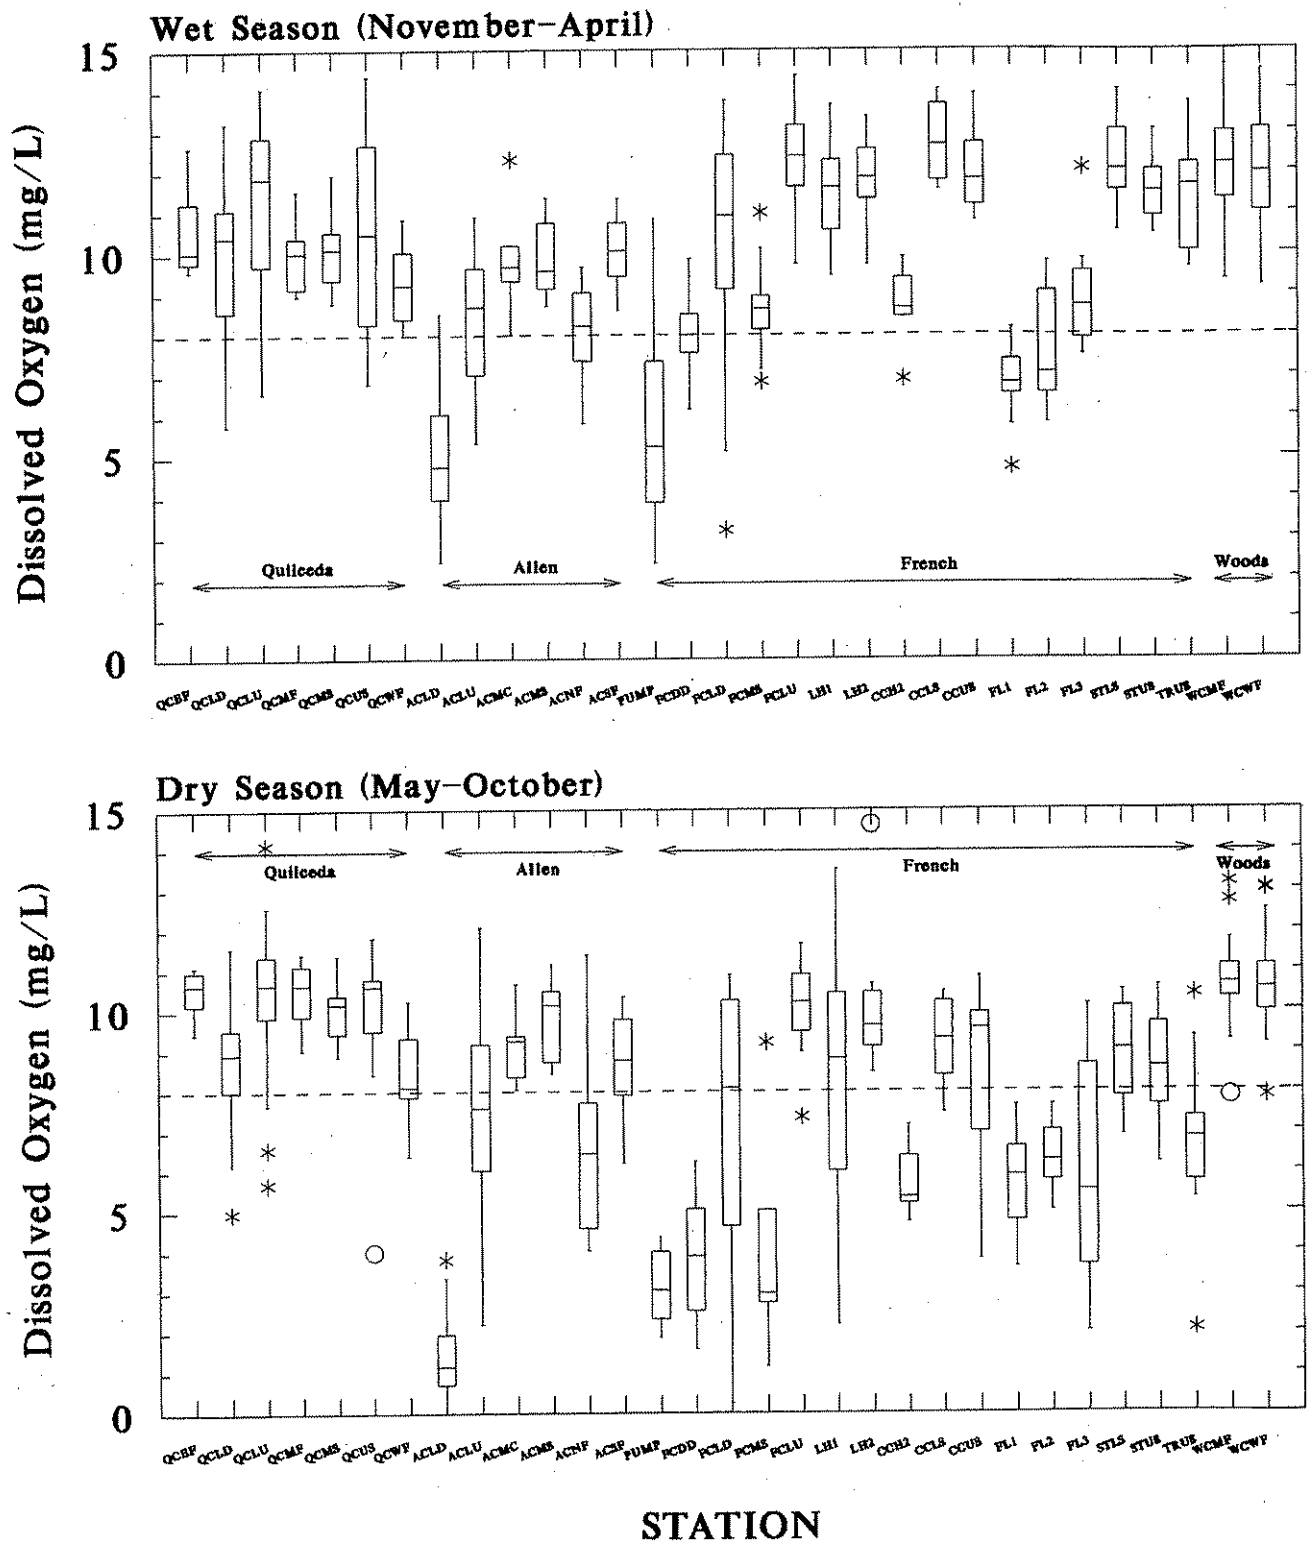 Wet Season (November-April)
15
10
5
0
Dissolved Oxygen (mg/L)
Quilceda
Allen
French
Woods
QCBF QCLD QCLU QCMF QCMS QCUS QCWF ACLD ACLU ACMC ACMS ACNF ACSF PUMP FCDD FCLD FCMS FCLU LH1 LH2 CCH2 CCLS CCUS FL1 FL2 FL3 STLS STUS TRUS WCMF WCWF
Dry Season (May-October)
15
10
5
0
Dissolved Oxygen (mg/L)
Quilceda
Allen
French
Woods
QCBF QCLD QCLU QCMF QCMS QCUS QCWF ACLD ACLU ACMC ACMS ACNF ACSF PUMP FCDD FCLD FCMS FCLU LH1 LH2 CCH2 CCLS CCUS FL1 FL2 FL3 STLS STUS TRUS WCMF WCWF
STATION